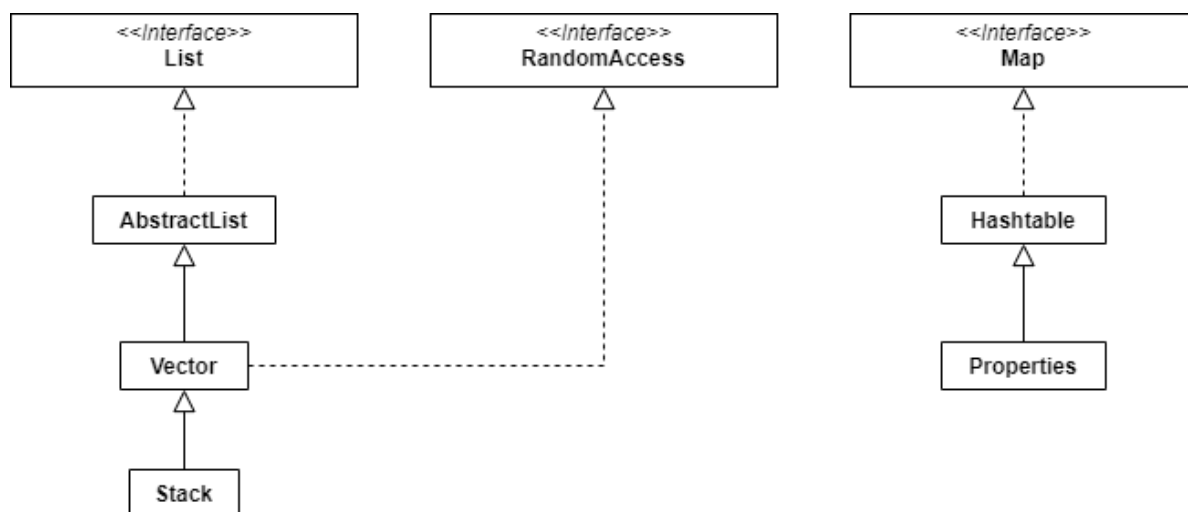 <<Interface>>
List
<<Interface>>
RandomAccess
<<Interface>>
Map
AbstractList
Hashtable
Vector
Properties
Stack